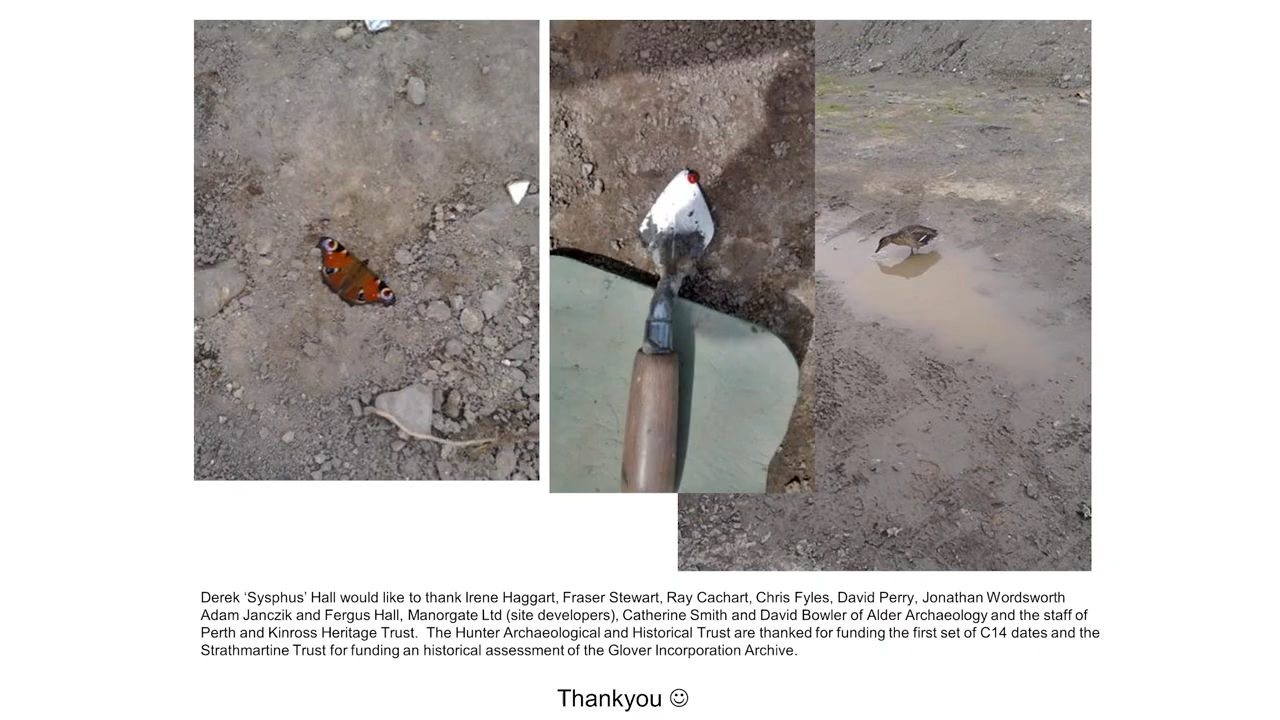 Derek ‘Sysphus’ Hall would like to thank Irene Haggart, Fraser Stewart, Ray Cachart, Chris Fyles, David Perry, Jonathan Wordsworth
Adam Janczik and Fergus Hall, Manorgate Ltd (site developers), Catherine Smith and David Bowler of Alder Archaeology and the staff of
Perth and Kinross Heritage Trust.  The Hunter Archaeological and Historical Trust are thanked for funding the first set of C14 dates and the
Strathmartine Trust for funding an historical assessment of the Glover Incorporation Archive.
Thankyou ☺